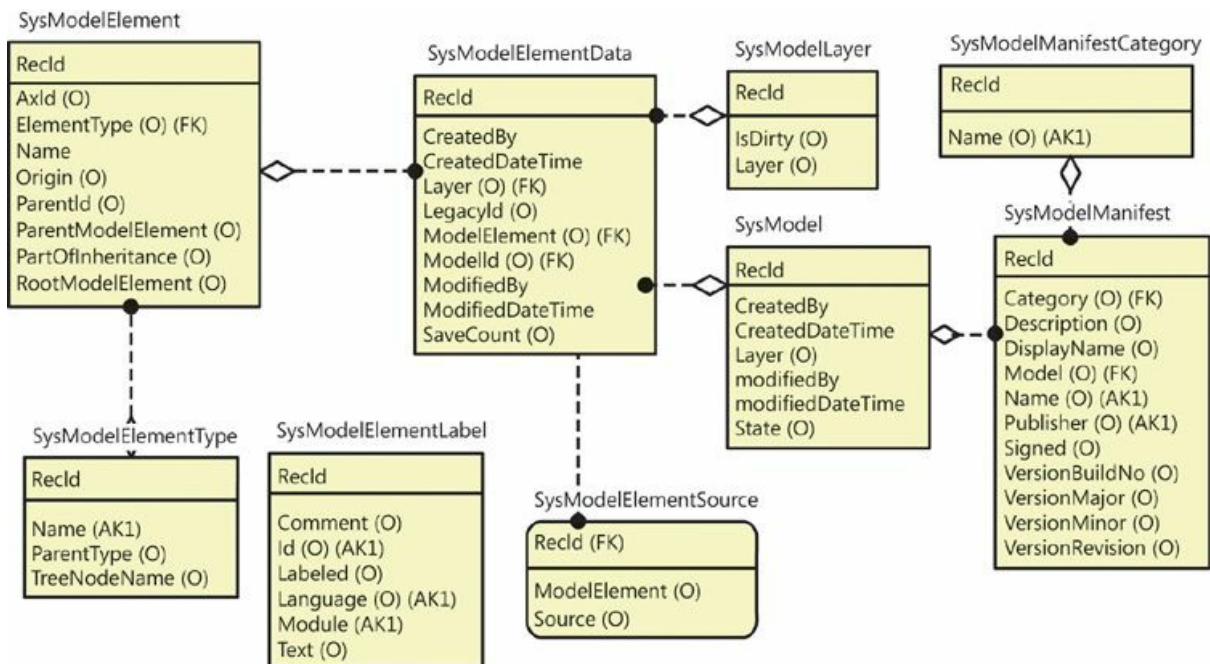 SysModelElement
RecId
AxId (O)
ElementType (O) (FK)
Name
Origin (O)
ParentId (O)
ParentModelElement (O)
PartOfInheritance (O)
RootModelElement (O)
SysModelElementData
RecId
CreatedBy
CreatedDateTime
Layer (O) (FK)
LegacyId (O)
ModelElement (O) (FK)
ModelId (O) (FK)
ModifiedBy
ModifiedDateTime
SaveCount (O)
SysModelLayer
RecId
IsDirty (O)
Layer (O)
SysModelManifestCategory
RecId
Name (O) (AK1)
SysModel
RecId
CreatedBy
CreatedDateTime
Layer (O)
modifiedBy
modifiedDateTime
State (O)
SysModelManifest
RecId
Category (O) (FK)
Description (O)
DisplayName (O)
Model (O) (FK)
Name (O) (AK1)
Publisher (O) (AK1)
Signed (O)
VersionBuildNo (O)
VersionMajor (O)
VersionMinor (O)
VersionRevision (O)
SysModelElementType
RecId
Name (AK1)
ParentType (O)
TreeNodeName (O)
SysModelElementLabel
RecId
Comment (O)
Id (O) (AK1)
Labeled (O)
Language (O) (AK1)
Module (AK1)
Text (O)
SysModelElementSource
RecId (FK)
ModelElement (O)
Source (O)